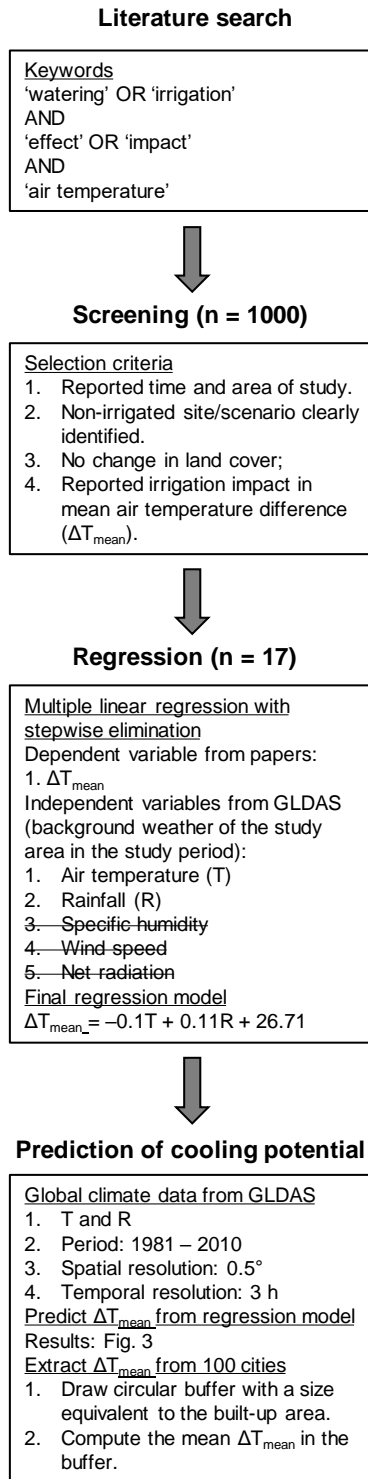 Literature search
Keywords
‘watering’ OR ‘irrigation’
AND
‘effect’ OR ‘impact’
AND
‘air temperature’
Screening (n = 1000)
Selection criteria
1. Reported time and area of study.
2. Non-irrigated site/scenario clearly
identified.
3. No change in land cover;
4. Reported irrigation impact in
mean air temperature difference
(ΔTmean).
Regression (n = 17)
Multiple linear regression with
stepwise elimination
Dependent variable from papers:
1. ΔTmean
Independent variables from GLDAS
(background weather of the study
area in the study period):
1. Air temperature (T)
2. Rainfall (R)
3. Specific humidity
4. Wind speed
5. Net radiation
Final regression model
ΔTmean = –0.1T + 0.11R + 26.71
Prediction of cooling potential
Global climate data from GLDAS
1. T and R
2. Period: 1981 – 2010
3. Spatial resolution: 0.5°
4. Temporal resolution: 3 h
Predict ΔTmean from regression model
Results: Fig. 3
Extract ΔTmean from 100 cities
1. Draw circular buffer with a size
equivalent to the built-up area.
2. Compute the mean ΔTmean in the
buffer.